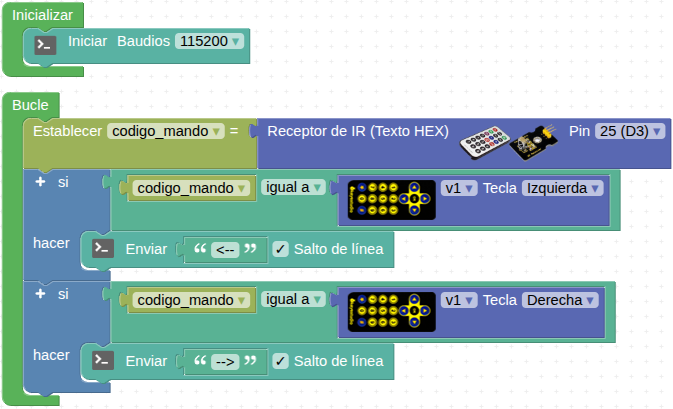 Inicializar
Iniciar Baudios 115200
Bucle
Establecer codigo_mando = Receptor de IR (Texto HEX) Pin 25 (D3)
+ si codigo_mando igual a v1 Tecla Izquierda
hacer Enviar “ <-- ” ✓ Salto de línea
+ si codigo_mando igual a v1 Tecla Derecha
hacer Enviar “ --> ” ✓ Salto de línea